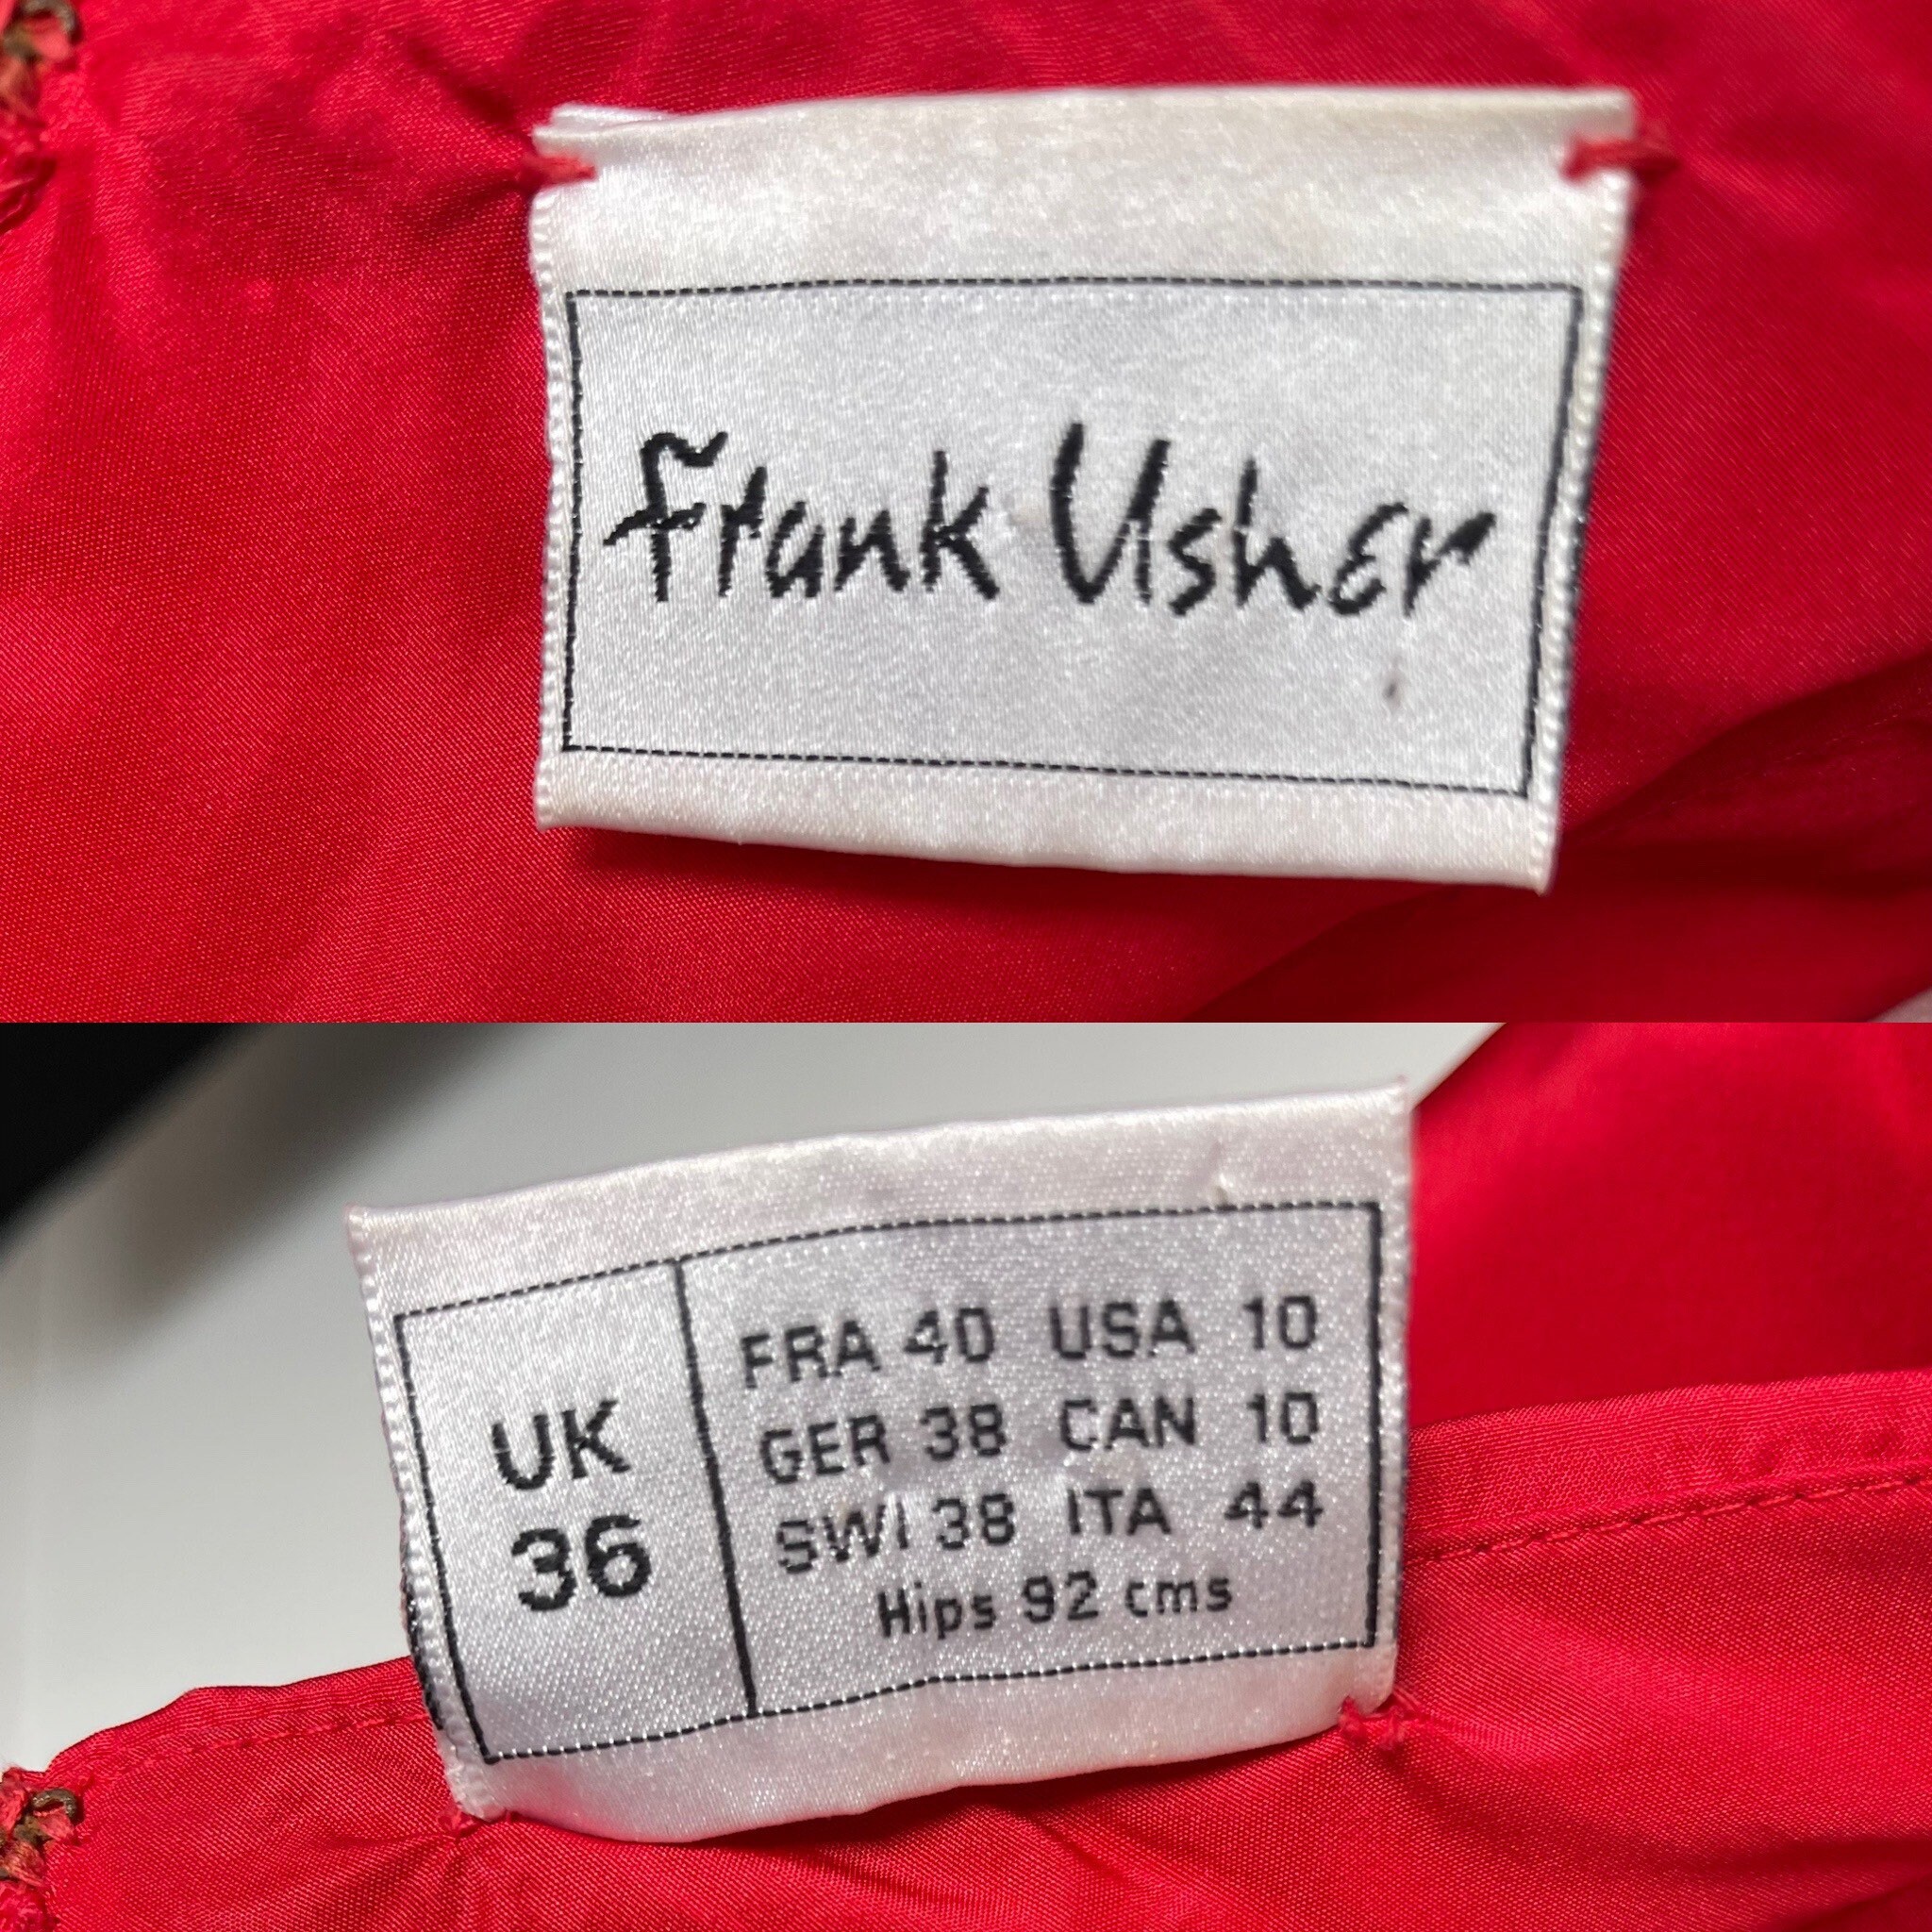 Frank Usher
UK
36
FRA 40 USA 10
GER 38 CAN 10
SWI 38 ITA 44
Hips 92 cms